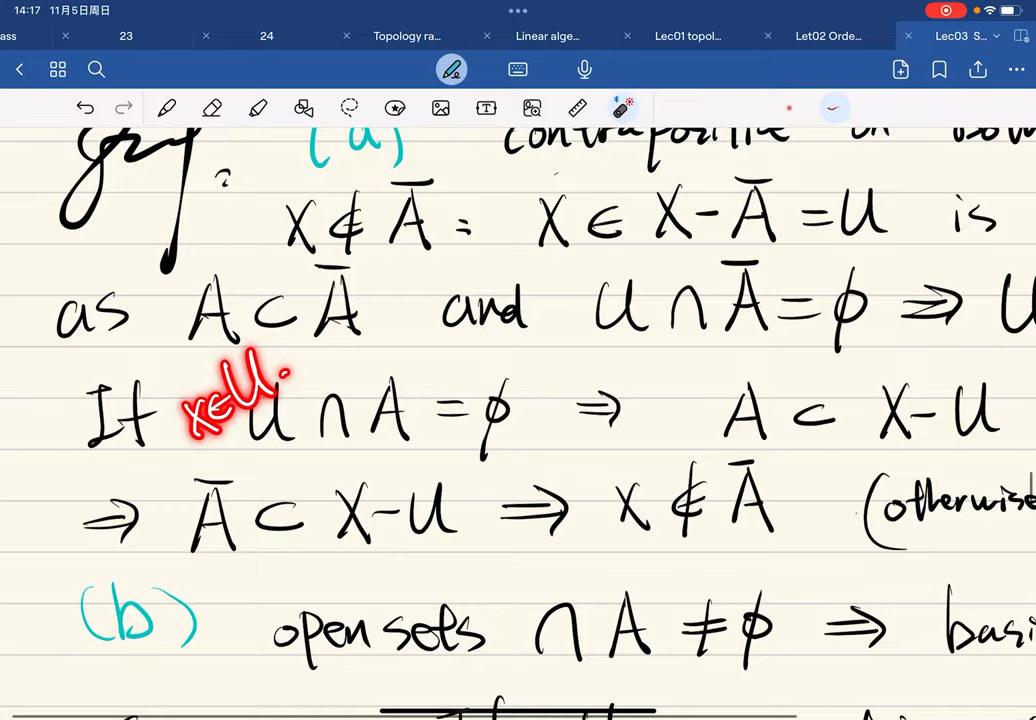 14:17 11月5日周日
ass 23 24 Topology ra... Linear alge... Lec01 topol... Let02 Orde... Lec03 S...
(a) contrapositive in
x ∉ Ā : x ∈ X - Ā = U is
as A ⊂ Ā and U ∩ Ā = ϕ ⇒ U
x∈U.
If U ∩ A = ϕ ⇒ A ⊂ X - U
⇒ Ā ⊂ X - U ⇒ x ∉ Ā (otherwise
(b) open sets ∩ A ≠ ϕ ⇒ basi